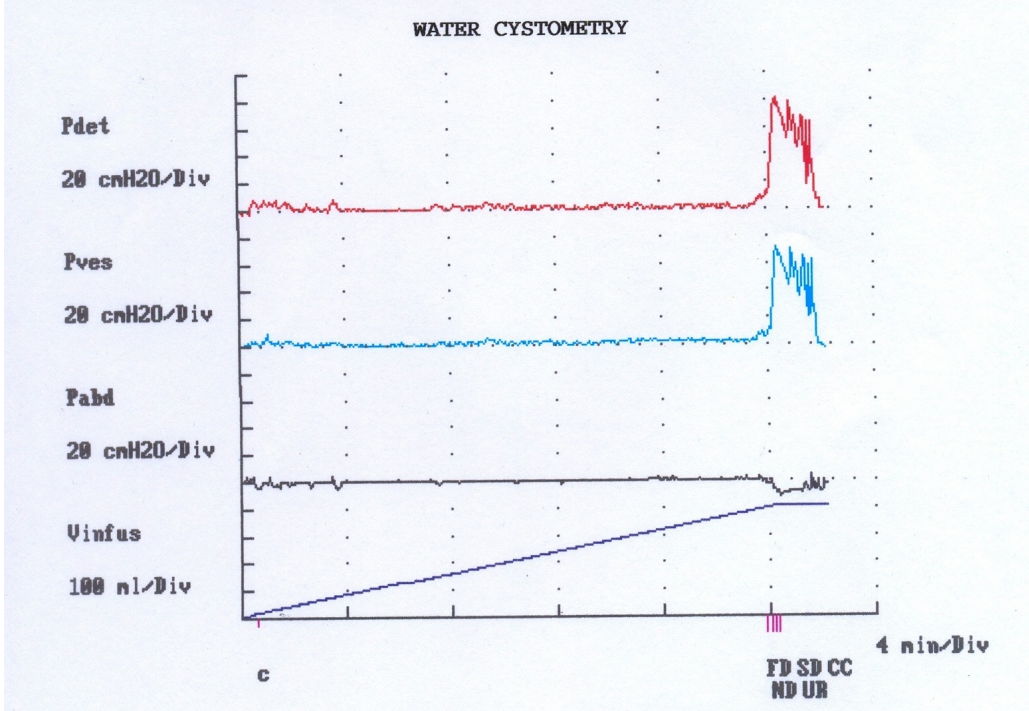 WATER CYSTOMETRY
Pdet
20 cmH2O/Div
Pves
20 cmH2O/Div
Pabd
20 cmH2O/Div
Vinfus
100 ml/Div
4 min/Div
c
FD SD CC
ND UR